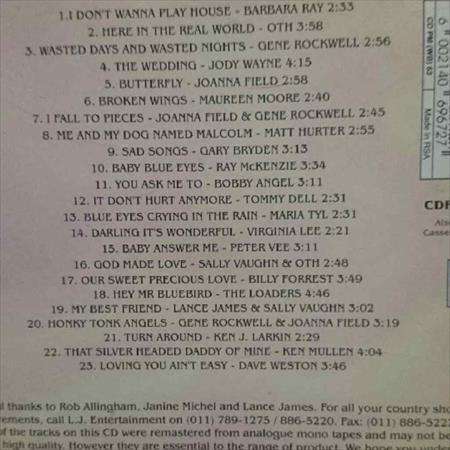 1.I DON'T WANNA PLAY HOUSE - BARBARA RAY 2:33
2. HERE IN THE REAL WORLD - OTH 3:58
3. WASTED DAYS AND WASTED NIGHTS - GENE ROCKWELL 2:56
4. THE WEDDING - JODY WAYNE 4:15
5. BUTTERFLY - JOANNA FIELD 2:58
6. BROKEN WINGS - MAUREEN MOORE 2:40
7. I FALL TO PIECES - JOANNA FIELD & GENE ROCKWELL 2:45
8. ME AND MY DOG NAMED MALCOLM - MATT HURTER 2:55
9. SAD SONGS - GARY BRYDEN 3:13
10. BABY BLUE EYES - RAY McKENZIE 3:34
11. YOU ASK ME TO - BOBBY ANGEL 3:11
12. IT DON'T HURT ANYMORE - TOMMY DELL 2:31
13. BLUE EYES CRYING IN THE RAIN - MARIA TYL 2:31
14. DARLING IT'S WONDERFUL - VIRGINIA LEE 2:21
15. BABY ANSWER ME - PETER VEE 3:11
16. GOD MADE LOVE - SALLY VAUGHN & OTH 2:48
17. OUR SWEET PRECIOUS LOVE - BILLY FORREST 3:49
18. HEY MR BLUEBIRD - THE LOADERS 4:46
19. MY BEST FRIEND - LANCE JAMES & SALLY VAUGHN 3:02
20. HONKY TONK ANGELS - GENE ROCKWELL & JOANNA FIELD 3:19
21. TURN AROUND - KEN J. LARKIN 2:29
22. THAT SILVER HEADED DADDY OF MINE - KEN MULLEN 4:04
23. LOVING YOU AIN'T EASY - DAVE WESTON 3:46
l thanks to Rob Allingham, Janine Michel and Lance James. For all your country sho
rements, call L.J. Entertainment on (011) 789-1275 / 886-5220. Fax: (011) 886-522
of the tracks on this CD were remastered from analogue mono tapes and may not be
high quality. However they are essential to the range of product. We hope you
CD PM (WB) 63
Made in RSA
6 002140 696727
CDF
Als
Casse